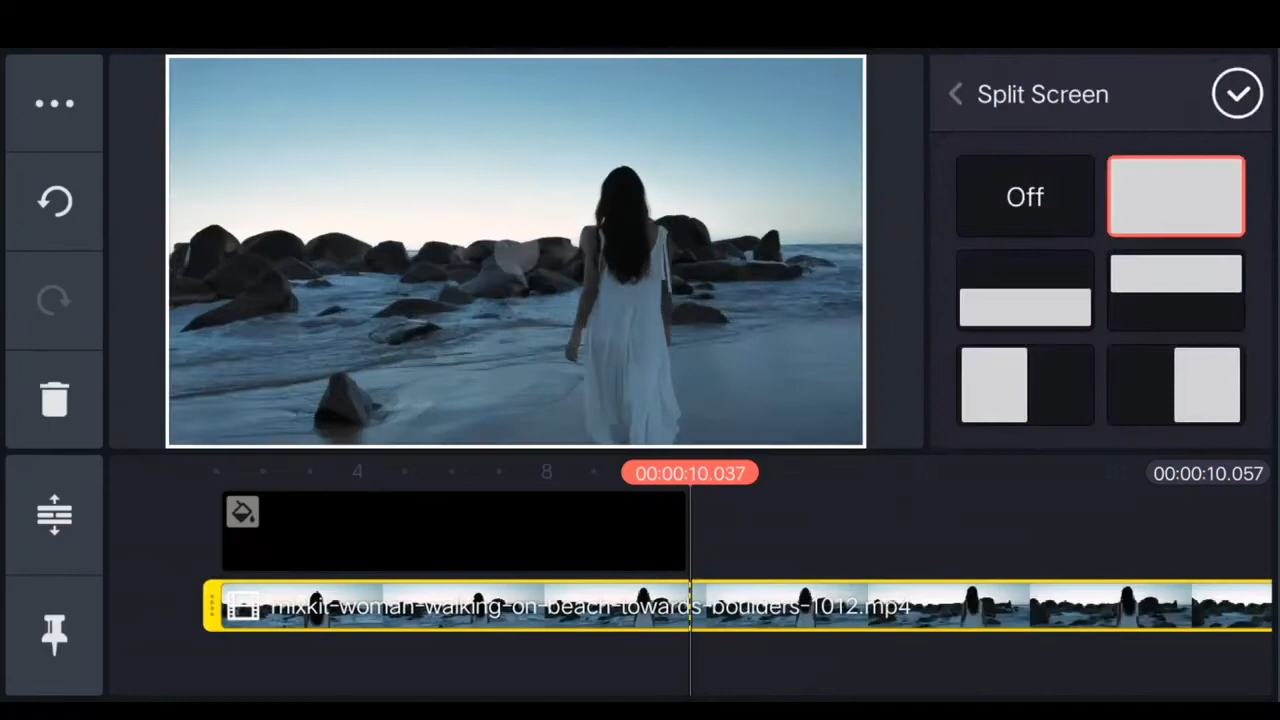 Split Screen
Off
4
8
00:00:10.037
00:00:10.057
mixkit-woman-walking-on-beach-towards-boulders-1012.mp4